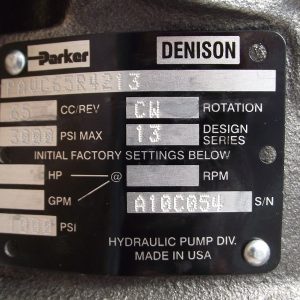 Parker DENISON
PAVC65R4213
65 CC/REV CW ROTATION
3000 PSI MAX 13 DESIGN SERIES
INITIAL FACTORY SETTINGS BELOW
HP @ RPM
GPM A10C054 S/N
PSI
HYDRAULIC PUMP DIV.
MADE IN USA